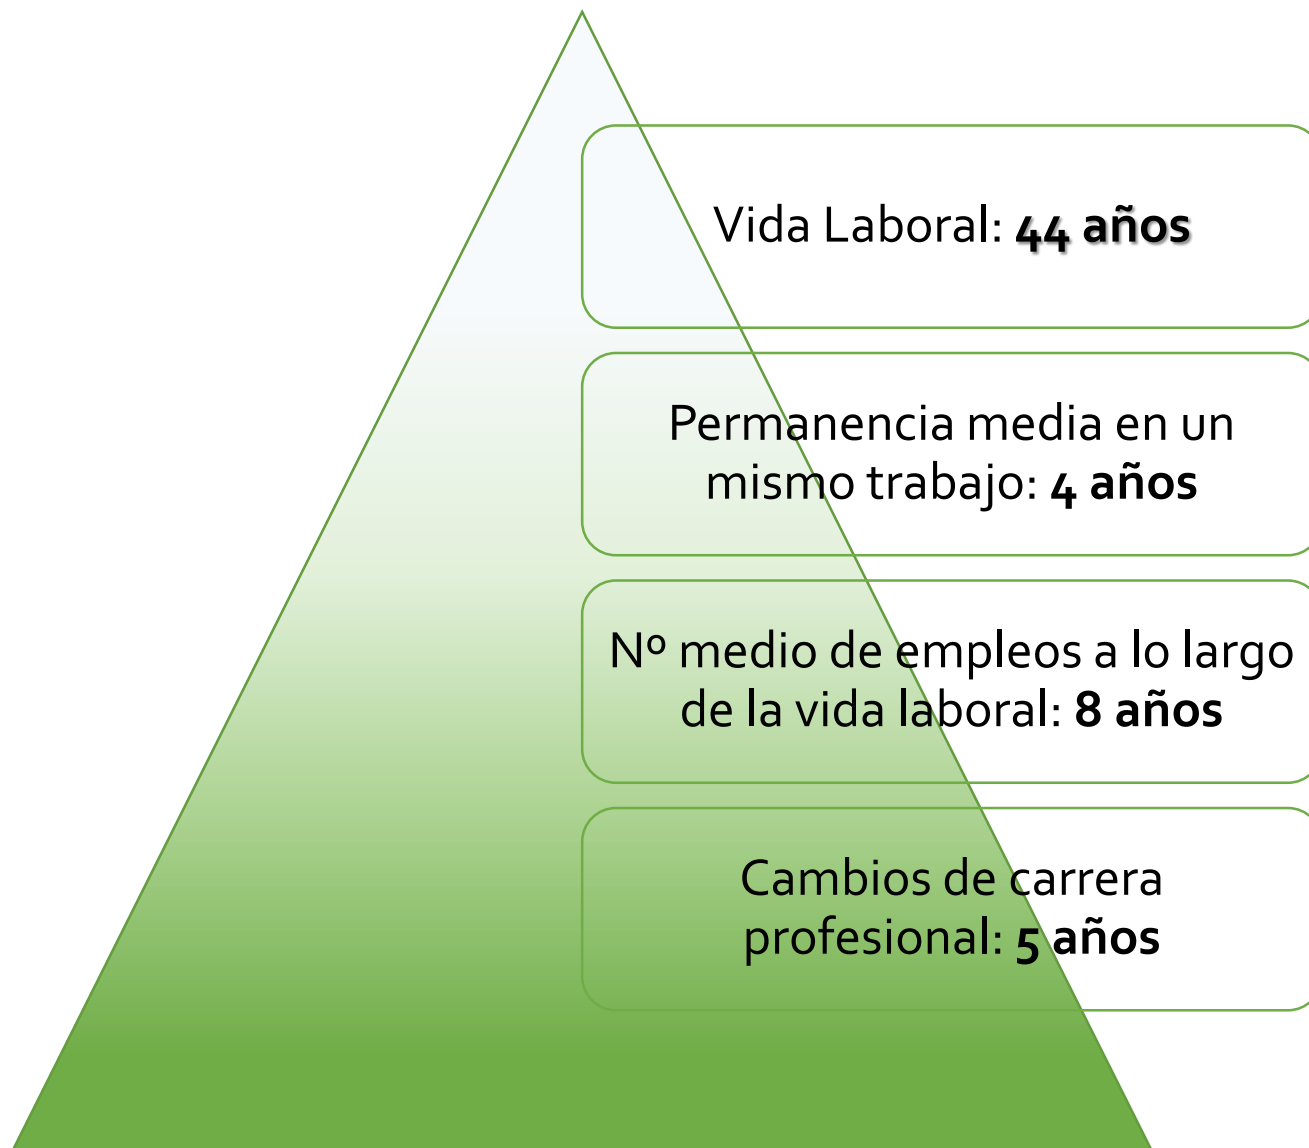 Vida Laboral: 44 años
Permanencia media en un
mismo trabajo: 4 años
Nº medio de empleos a lo largo
de la vida laboral: 8 años
Cambios de carrera
profesional: 5 años